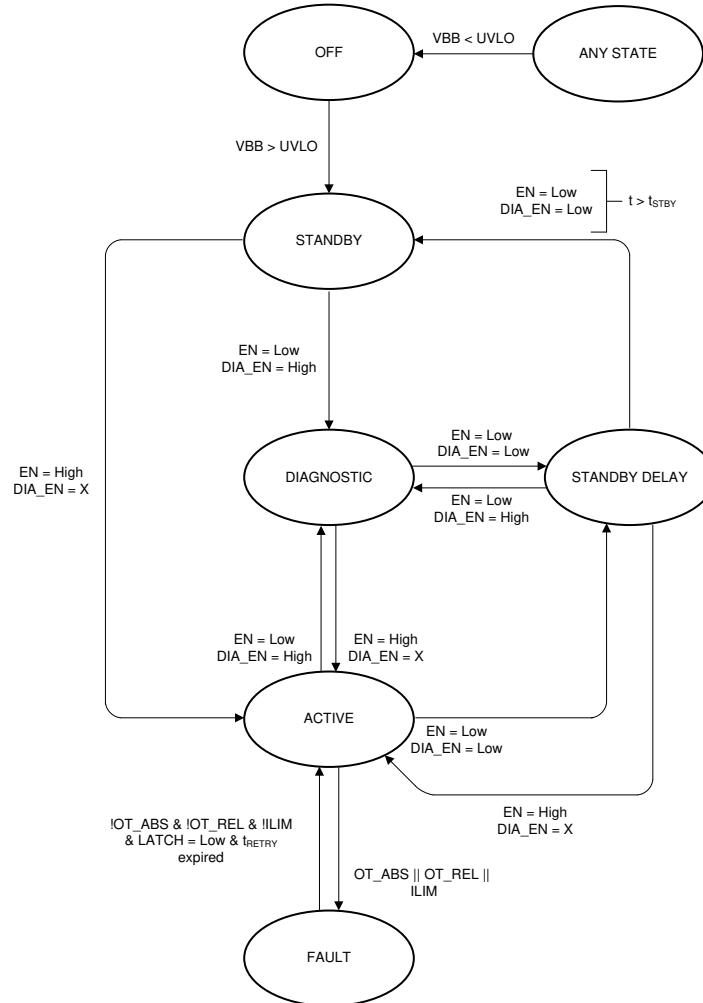 OFF
VBB < UVLO
ANY STATE
VBB > UVLO
EN = Low
DIA_EN = Low
t > tSTBY
STANDBY
EN = Low
DIA_EN = High
EN = High
DIA_EN = X
DIAGNOSTIC
EN = Low
DIA_EN = Low
EN = Low
DIA_EN = High
STANDBY DELAY
EN = Low
DIA_EN = High
EN = High
DIA_EN = X
ACTIVE
EN = Low
DIA_EN = Low
EN = High
DIA_EN = X
!OT_ABS & !OT_REL & !ILIM
& LATCH = Low & tRETRY
expired
OT_ABS || OT_REL ||
ILIM
FAULT